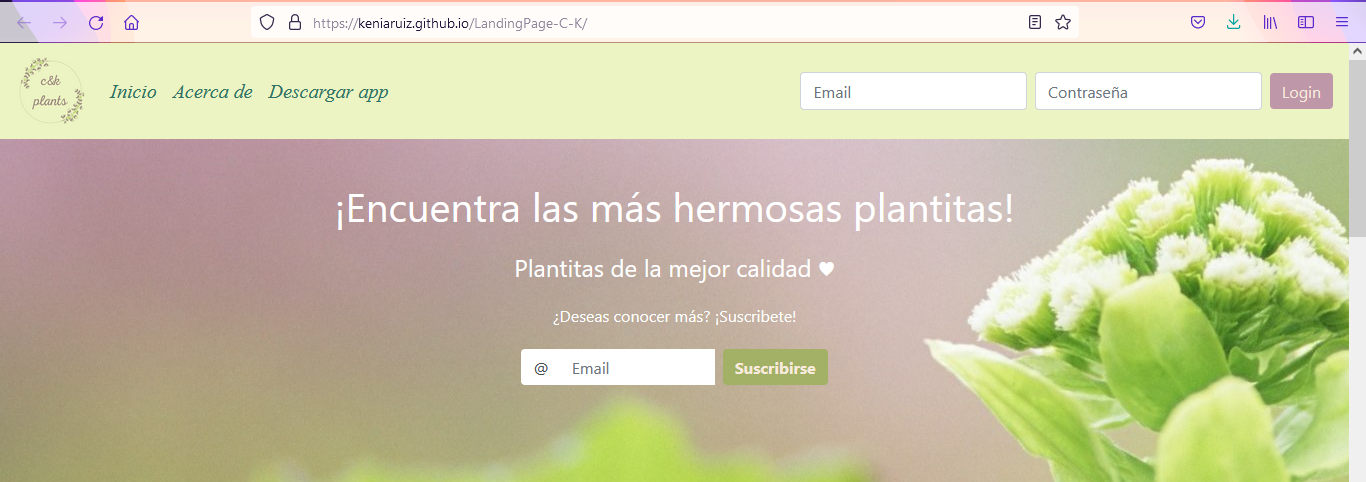 https://keniaruiz.github.io/LandingPage-C-K/
c&k
plants
Inicio Acerca de Descargar app
Email
Contraseña
Login
¡Encuentra las más hermosas plantitas!
Plantitas de la mejor calidad ♥
¿Deseas conocer más? ¡Suscribete!
@ Email
Suscribirse